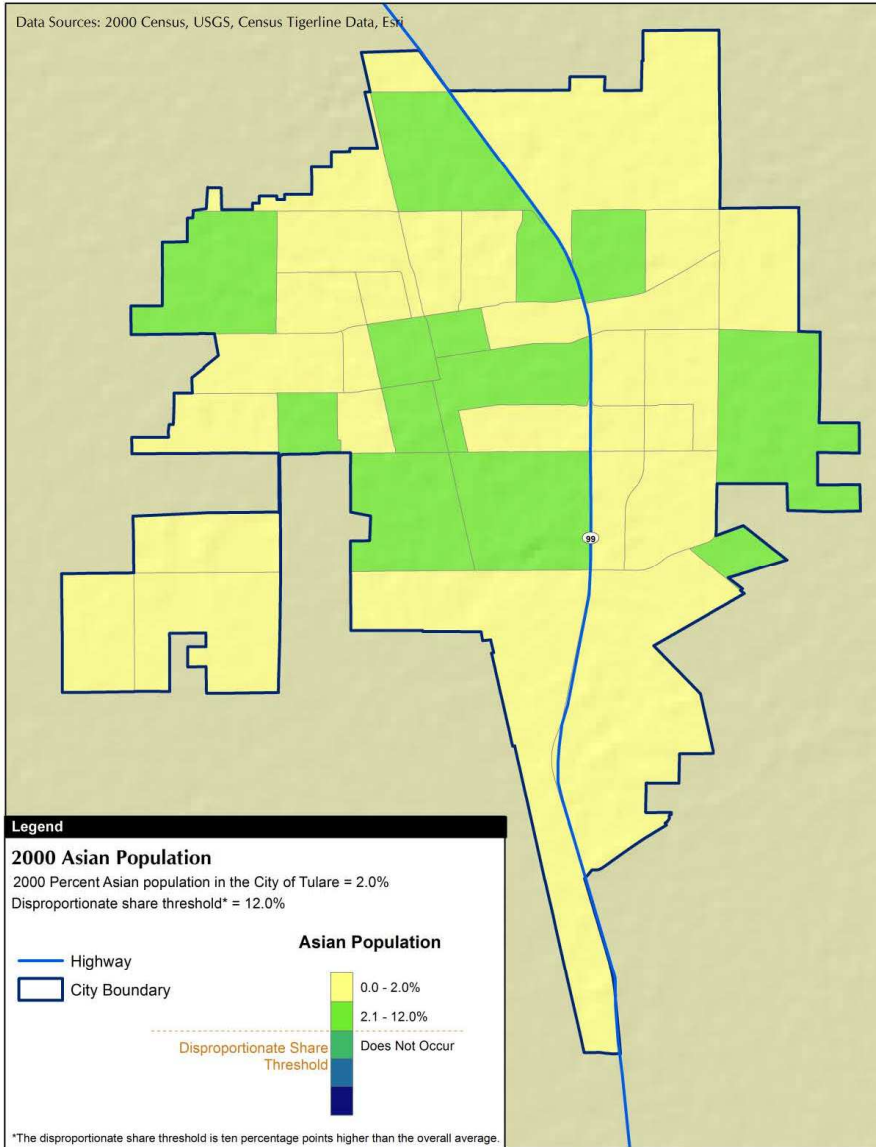 Data Sources: 2000 Census, USGS, Census Tigerline Data, Esri
99
Legend
2000 Asian Population
2000 Percent Asian population in the City of Tulare = 2.0%
Disproportionate share threshold* = 12.0%
Asian Population
Highway
City Boundary
0.0 - 2.0%
2.1 - 12.0%
Disproportionate Share
Threshold
Does Not Occur
*The disproportionate share threshold is ten percentage points higher than the overall average.